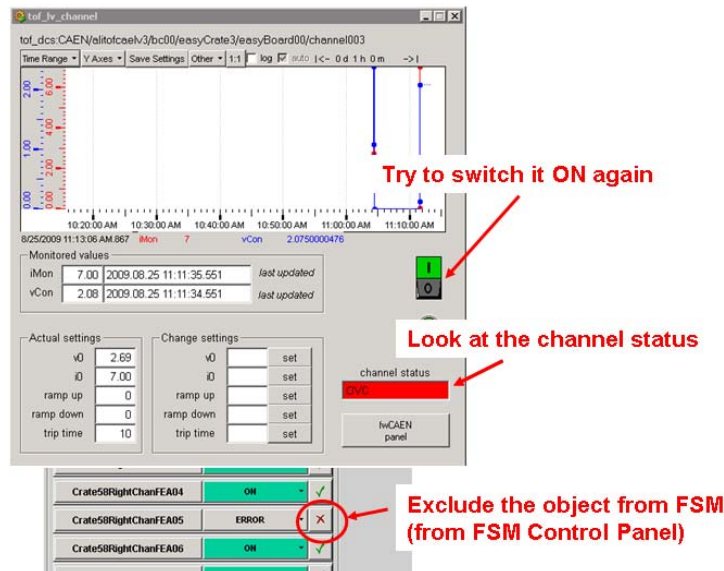 tof_lv_channel
tof_dcs:CAEN/alitofcaelv3/bc00/easyCrate3/easyBoard00/channel003
Time Range Y Axes Save Settings Other 1:1 log auto |<- 0 d 1 h 0 m ->|
2.00 6.00
4.00
1.00
2.00
0.00 0.00
10:20:00 AM 10:30:00 AM 10:40:00 AM 10:50:00 AM 11:00:00 AM 11:10:00 AM
8/25/2009 11:13:06 AM.867 iMon 7 vCon 2.0750000476
Try to switch it ON again
Monitored values
iMon 7.00 2009.08.25 11:11:35.551 last updated
vCon 2.08 2009.08.25 11:11:34.551 last updated
I
O
Look at the channel status
Actual settings
v0 2.69
i0 7.00
ramp up 0
ramp down 0
trip time 10
Change settings
v0 set
i0 set
ramp up set
ramp down set
trip time set
channel status
OVC
fwCAEN
panel
Crate58RightChanFEA04 ON
Crate58RightChanFEA05 ERROR
Crate58RightChanFEA06 ON
Exclude the object from FSM
(from FSM Control Panel)